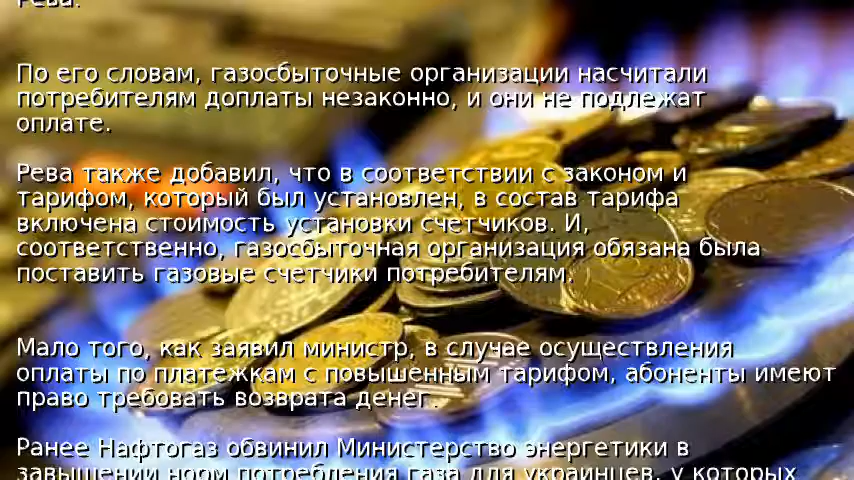 Рева.
По его словам, газосбыточные организации насчитали
потребителям доплаты незаконно, и они не подлежат
оплате.
Рева также добавил, что в соответствии с законом и
тарифом, который был установлен, в состав тарифа
включена стоимость установки счетчиков. И,
соответственно, газосбыточная организация обязана была
поставить газовые счетчики потребителям.
Мало того, как заявил министр, в случае осуществления
оплаты по платежкам с повышенным тарифом, абоненты имеют
право требовать возврата денег.
Ранее Нафтогаз обвинил Министерство энергетики в
завышении норм потребления газа для украинцев, у которых